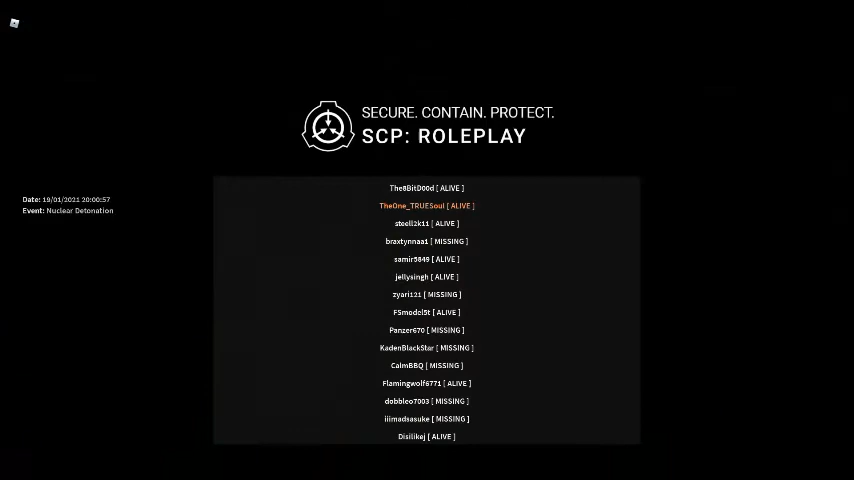 SECURE. CONTAIN. PROTECT.
SCP: ROLEPLAY
Date: 19/01/2021 20:00:57
Event: Nuclear Detonation
The8BitD00d [ ALIVE ]
TheOne_TRUESoul [ ALIVE ]
steell2k11 [ ALIVE ]
braxtynnaa1 [ MISSING ]
samir5849 [ ALIVE ]
jellysingh [ ALIVE ]
zyari121 [ MISSING ]
FSmodel5t [ ALIVE ]
Panzer670 [ MISSING ]
KadenBlackStar [ MISSING ]
CalmBBQ [ MISSING ]
Flamingwolf6771 [ ALIVE ]
dobbleo7003 [ MISSING ]
iiimadsasuke [ MISSING ]
Disilikej [ ALIVE ]